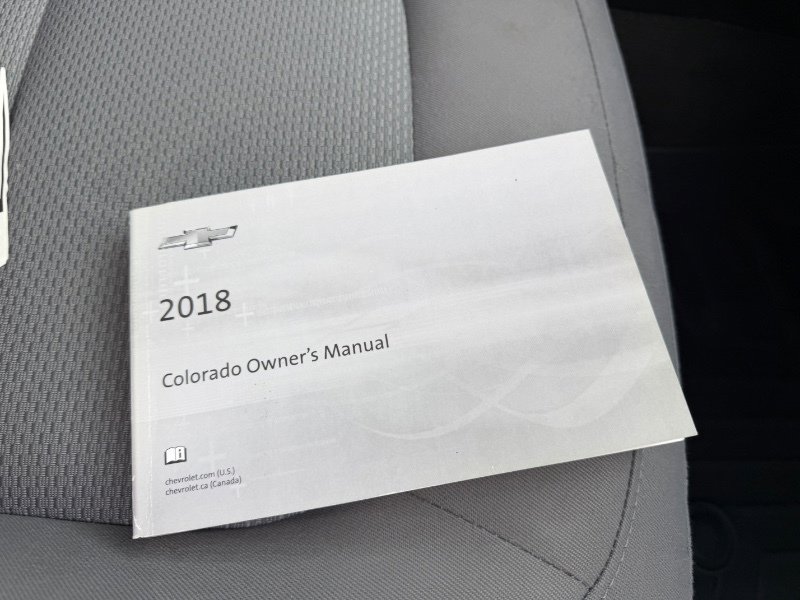 2018
Colorado Owner's Manual
chevrolet.com (U.S.)
chevrolet.ca (Canada)